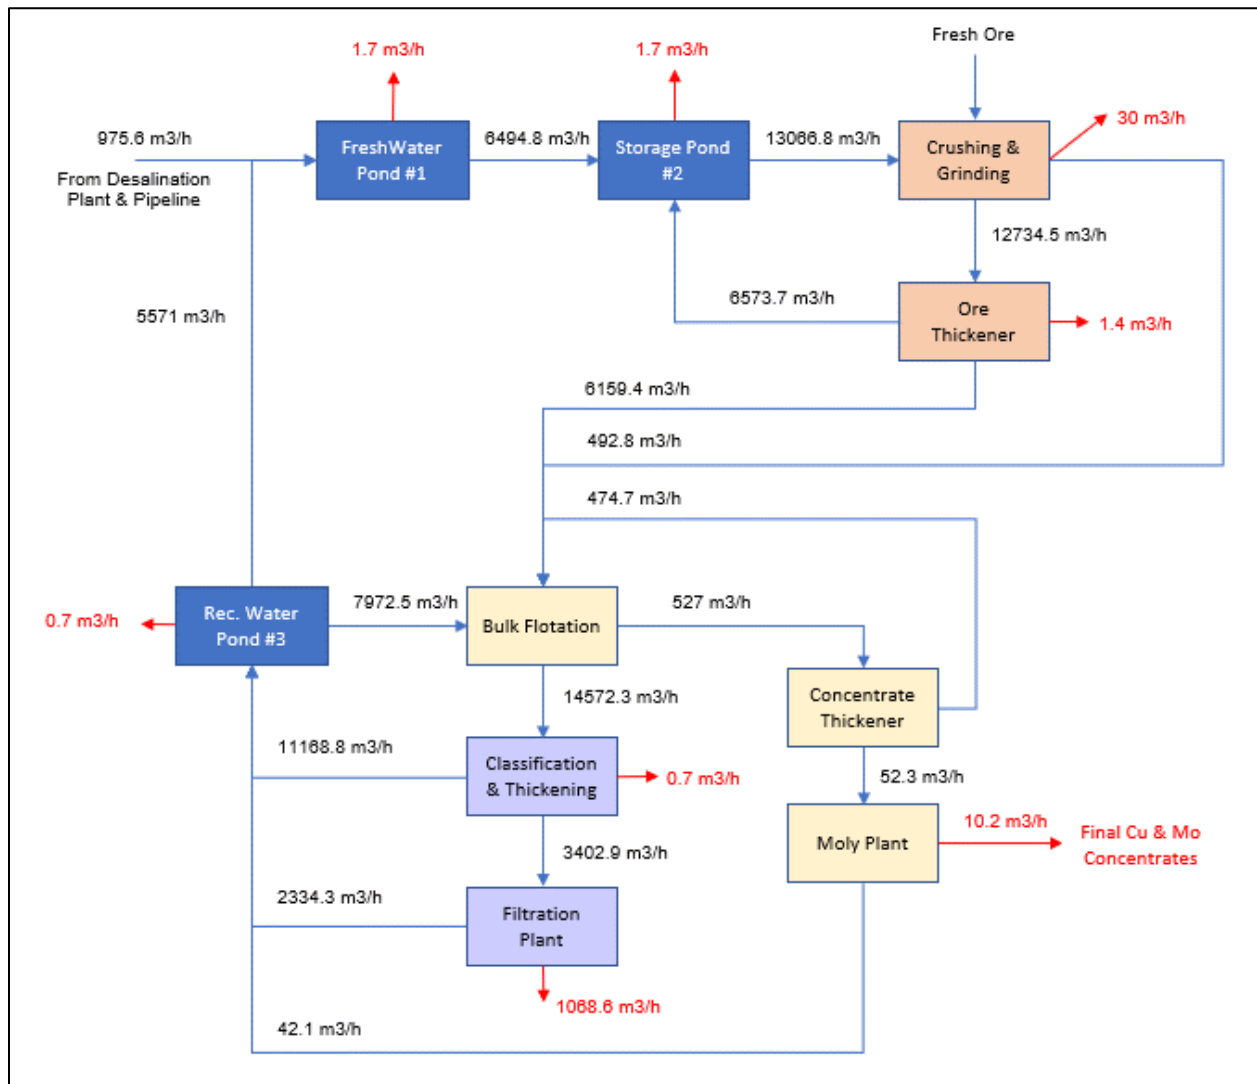 Fresh Ore
1.7 m3/h
1.7 m3/h
30 m3/h
975.6 m3/h
6494.8 m3/h
13066.8 m3/h
FreshWater
Pond #1
Storage Pond
#2
Crushing &
Grinding
From Desalination
Plant & Pipeline
12734.5 m3/h
6573.7 m3/h
5571 m3/h
Ore
Thickener
1.4 m3/h
6159.4 m3/h
492.8 m3/h
474.7 m3/h
7972.5 m3/h
527 m3/h
0.7 m3/h
Rec. Water
Pond #3
Bulk Flotation
14572.3 m3/h
Concentrate
Thickener
11168.8 m3/h
Classification
& Thickening
0.7 m3/h
52.3 m3/h
10.2 m3/h
Final Cu & Mo
Concentrates
Moly Plant
3402.9 m3/h
2334.3 m3/h
Filtration
Plant
1068.6 m3/h
42.1 m3/h